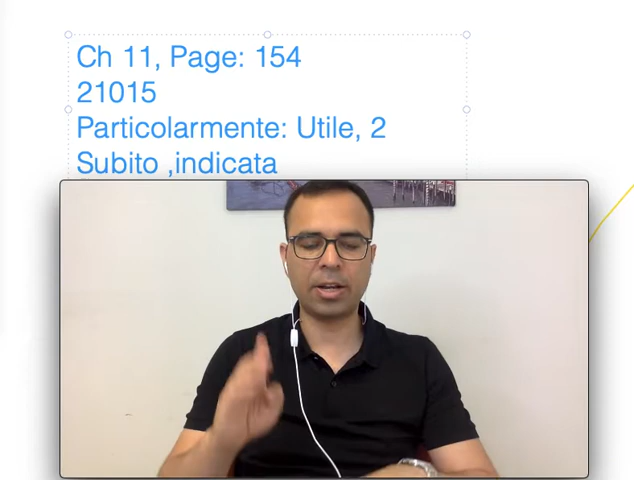 Ch 11, Page: 154
21015
Particolarmente: Utile, 2
Subito ,indicata